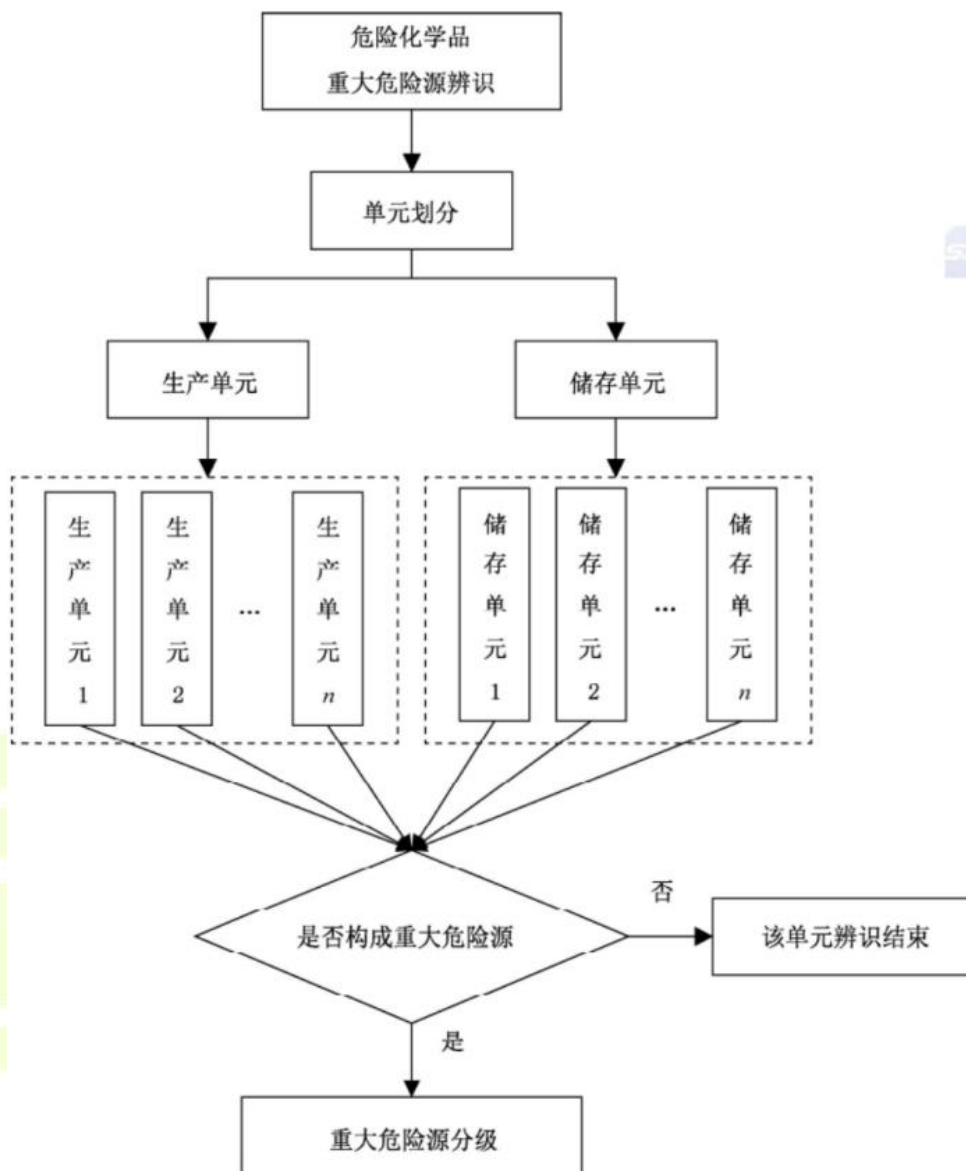 危险化学品
重大危险源辨识
单元划分
生产单元
储存单元
生产单元1
生产单元2
...
生产单元n
储存单元1
储存单元2
...
储存单元n
是否构成重大危险源
否
该单元辨识结束
是
重大危险源分级